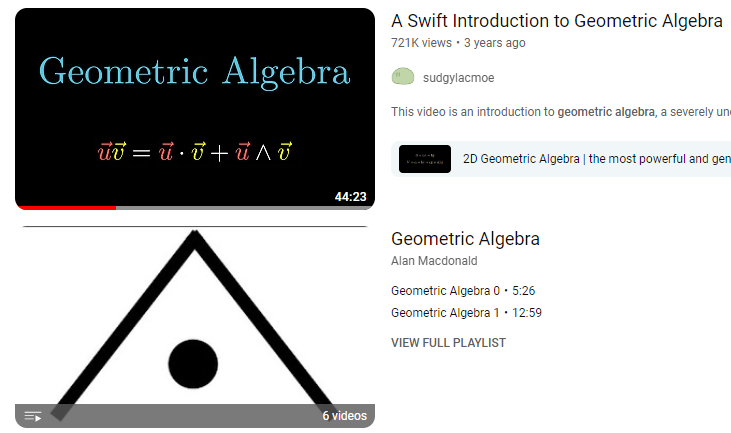 Geometric Algebra
u⃗v⃗ = u⃗ · v⃗ + u⃗ ∧ v⃗
44:23
A Swift Introduction to Geometric Algebra
721K views • 3 years ago
sudgylacmoe
This video is an introduction to geometric algebra, a severely un
2D Geometric Algebra | the most powerful and gen
6 videos
Geometric Algebra
Alan Macdonald
Geometric Algebra 0 • 5:26
Geometric Algebra 1 • 12:59
VIEW FULL PLAYLIST